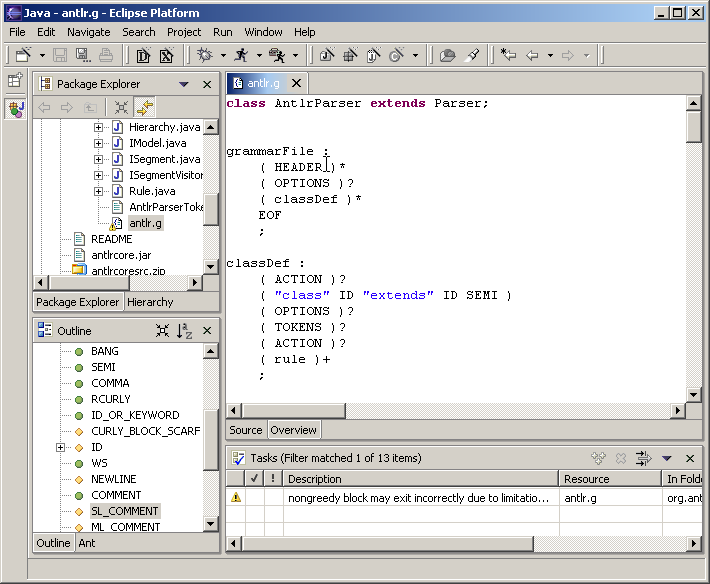 Java - antlr.g - Eclipse Platform
File Edit Navigate Search Project Run Window Help
Package Explorer
Hierarchy.java
IModel.java
ISegment.java
ISegmentVisitor
Rule.java
AntlrParserToke
antlr.g
README
antlrcore.jar
antlrcoresrc.zip
Package Explorer Hierarchy
Outline
BANG
SEMI
COMMA
RCURLY
ID_OR_KEYWORD
CURLY_BLOCK_SCARF
ID
WS
NEWLINE
COMMENT
SL_COMMENT
ML_COMMENT
Outline Ant
antlr.g
class AntlrParser extends Parser;
grammarFile :
( HEADER )*
( OPTIONS )?
( classDef )*
EOF
;
classDef :
( ACTION )?
( "class" ID "extends" ID SEMI )
( OPTIONS )?
( TOKENS )?
( ACTION )?
( rule )+
;
Source Overview
Tasks (Filter matched 1 of 13 items)
! Description Resource In Folde
nongreedy block may exit incorrectly due to limitatio... antlr.g org.ant